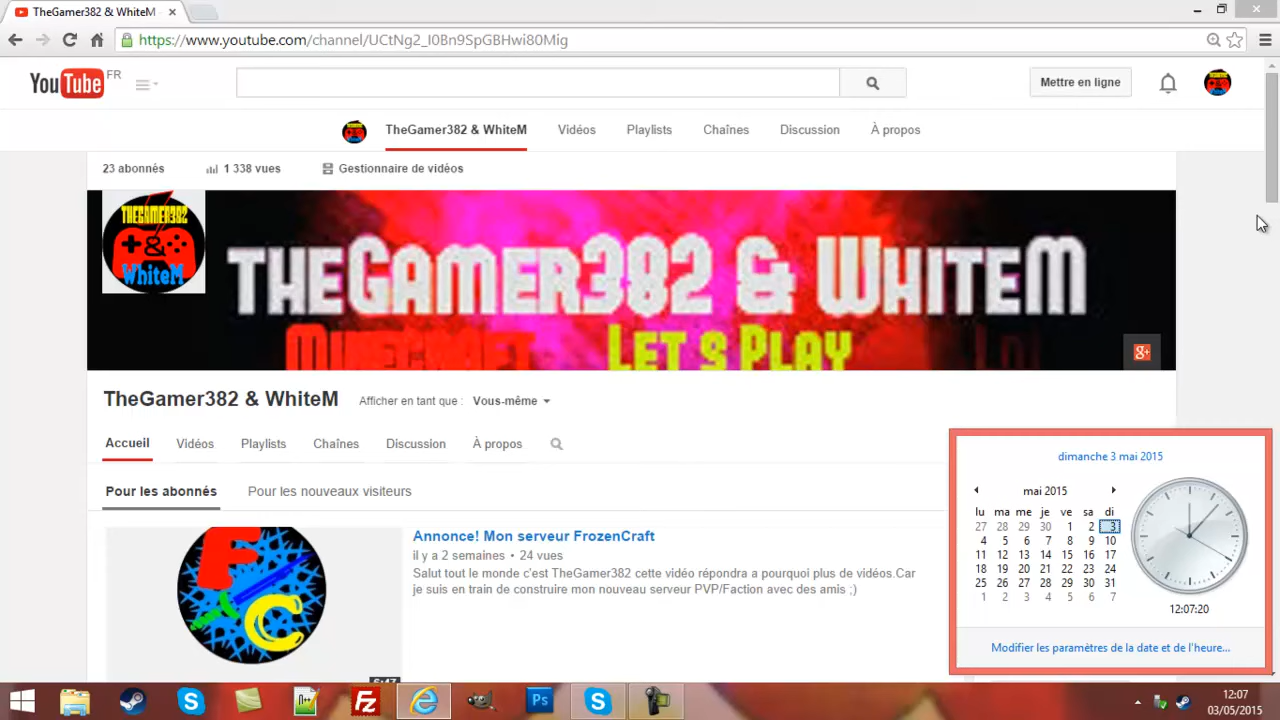 TheGamer382 & WhiteM
https://www.youtube.com/channel/UCtNg2_I0Bn9SpGBHwi80Mig
YouTube FR
Mettre en ligne
TheGamer382 & WhiteM Vidéos Playlists Chaînes Discussion À propos
23 abonnés 1 338 vues Gestionnaire de vidéos
THEGAMER382
&
WhiteM
THEGAMER382 & WHITEM
MINECRAFT LET'S PLAY LOL
g+
TheGamer382 & WhiteM Afficher en tant que : Vous-même
Accueil Vidéos Playlists Chaînes Discussion À propos
Pour les abonnés Pour les nouveaux visiteurs
F
C
Annonce! Mon serveur FrozenCraft
il y a 2 semaines • 24 vues
Salut tout le monde c'est TheGamer382 cette vidéo répondra a pourquoi plus de vidéos.Car
je suis en train de construire mon nouveau serveur PVP/Faction avec des amis ;)
dimanche 3 mai 2015
mai 2015
lu ma me je ve sa di
27 28 29 30 1 2 3
4 5 6 7 8 9 10
11 12 13 14 15 16 17
18 19 20 21 22 23 24
25 26 27 28 29 30 31
1 2 3 4 5 6 7
12:07:20
Modifier les paramètres de la date et de l'heure...
Fz
Ps
12:07
03/05/2015